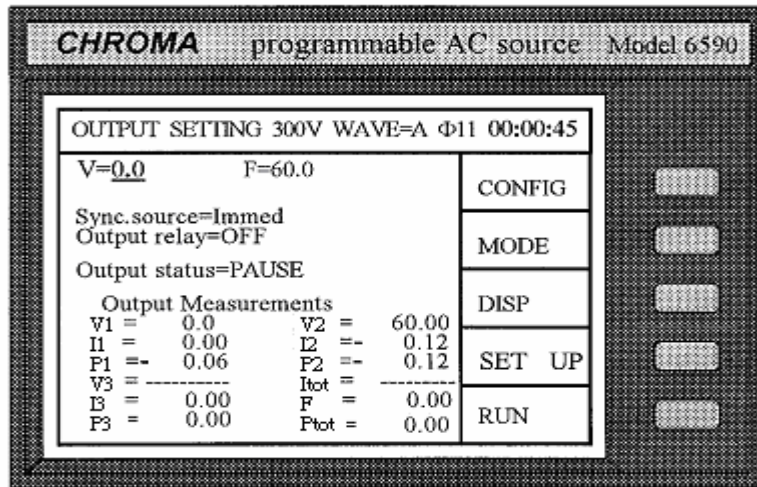 CHROMA programmable AC source Model 6590
OUTPUT SETTING 300V WAVE=A Φ11 00:00:45
V=0.0 F=60.0
CONFIG
Sync.source=Immed
Output relay=OFF
MODE
Output status=PAUSE
Output Measurements
DISP
V1 = 0.0 V2 = 60.00
I1 = 0.00 I2 =- 0.12
P1 =- 0.06 P2 =- 0.12
SET UP
V3 = --------- Itot = --------
I3 = 0.00 F = 0.00
P3 = 0.00 Ptot = 0.00
RUN